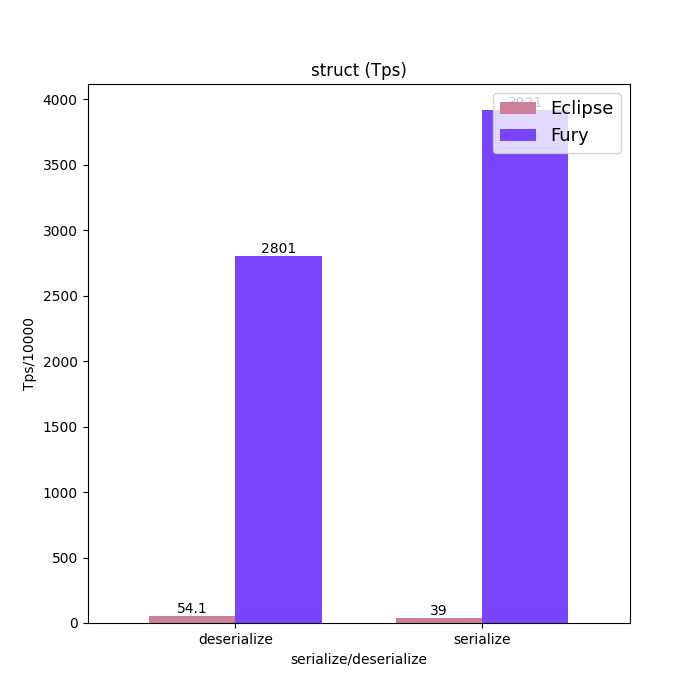 struct (Tps)
4000
3500
3000
2500
2000
1500
1000
500
0
Tps/10000
3921
2801
54.1
39
Eclipse
Fury
deserialize
serialize
serialize/deserialize